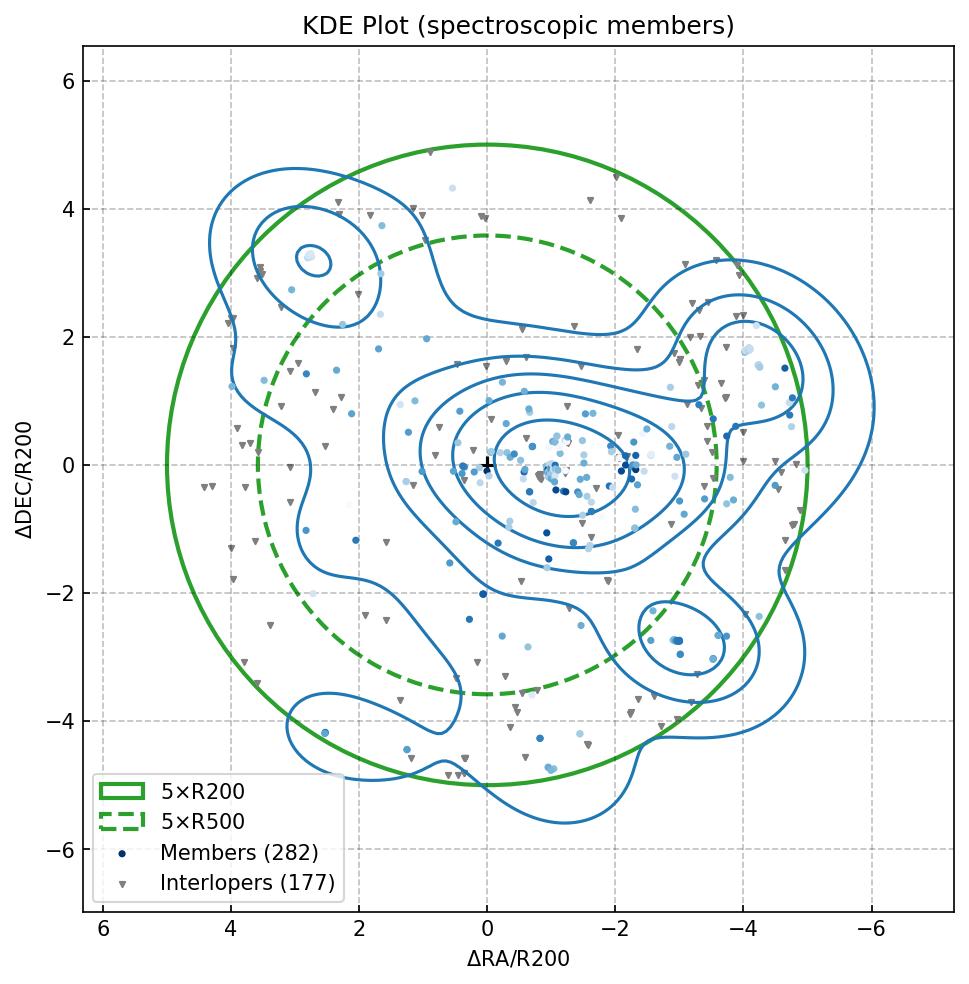 KDE Plot (spectroscopic members)
6
4
2
0
−2
−4
−6
ΔDEC/R200
5×R200
5×R500
Members (282)
Interlopers (177)
6 4 2 0 −2 −4 −6
ΔRA/R200